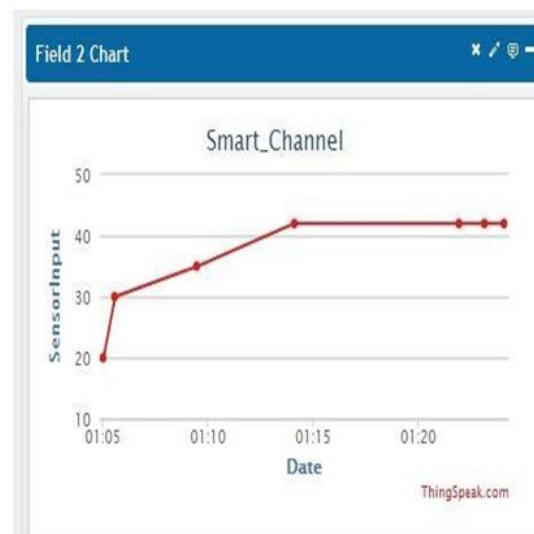 Field 2 Chart
Smart_Channel
50
40
30
20
10
SensorInput
01:05 01:10 01:15 01:20
Date
ThingSpeak.com